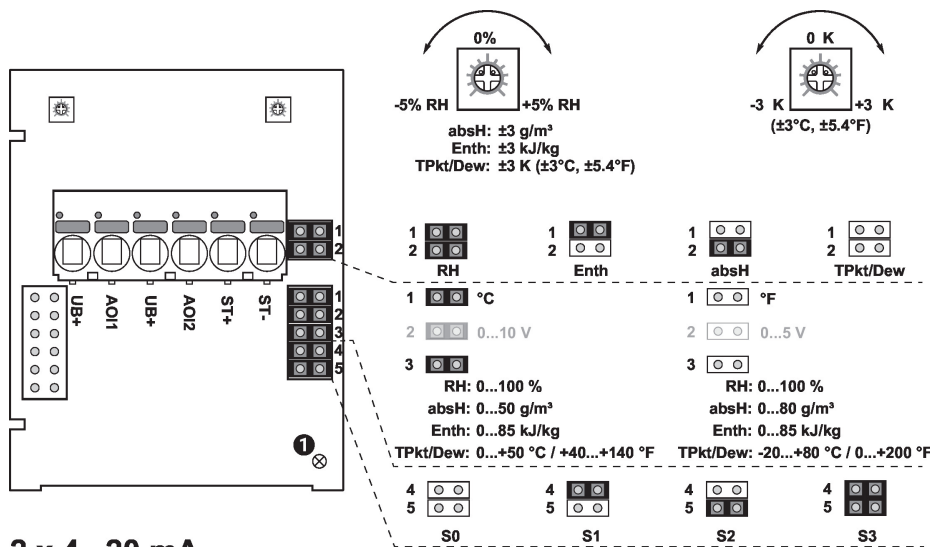 0% 0 K
-5% RH +5% RH -3 K +3 K
absH: ±3 g/m³ (±3°C, ±5.4°F)
Enth: ±3 kJ/kg
TPkt/Dew: ±3 K (±3°C, ±5.4°F)
1 1 1 1 1
2 2 2 2 2
RH Enth absH TPkt/Dew
UB+ AOI1 UB+ AOI2 ST+ ST-
1 1 °C 1 °F
2 2 0...10 V 2 0...5 V
3 3 3
4 RH: 0...100 % RH: 0...100 %
5 absH: 0...50 g/m³ absH: 0...80 g/m³
Enth: 0...85 kJ/kg Enth: 0...85 kJ/kg
1 TPkt/Dew: 0...+50 °C / +40...+140 °F TPkt/Dew: -20...+80 °C / 0...+200 °F
4 4 4 4
5 5 5 5
S0 S1 S2 S3